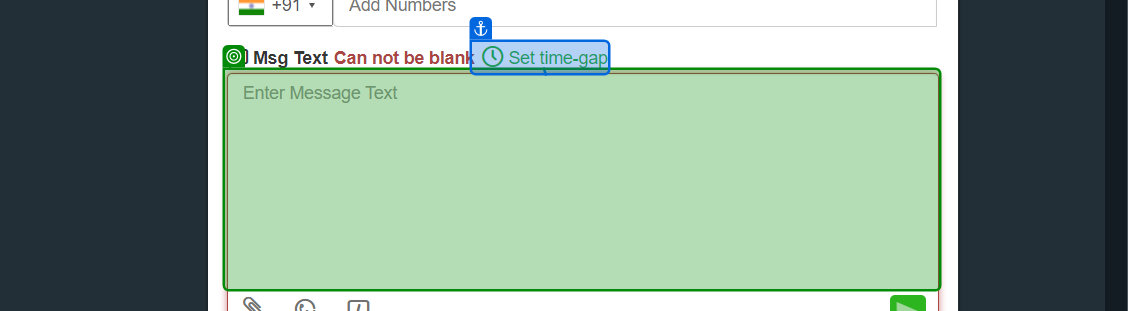 +91 ▾ Add Numbers
Msg Text Can not be blank Set time-gap
Enter Message Text